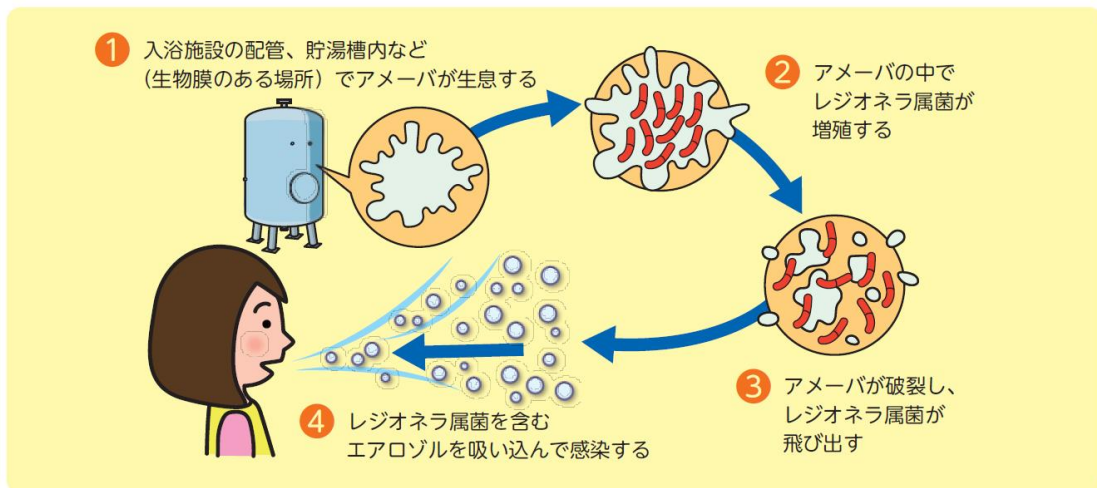 1 入浴施設の配管、貯湯槽内など
（生物膜のある場所）でアメーバが生息する
2 アメーバの中で
レジオネラ属菌が
増殖する
3 アメーバが破裂し、
レジオネラ属菌が
飛び出す
4 レジオネラ属菌を含む
エアロゾルを吸い込んで感染する